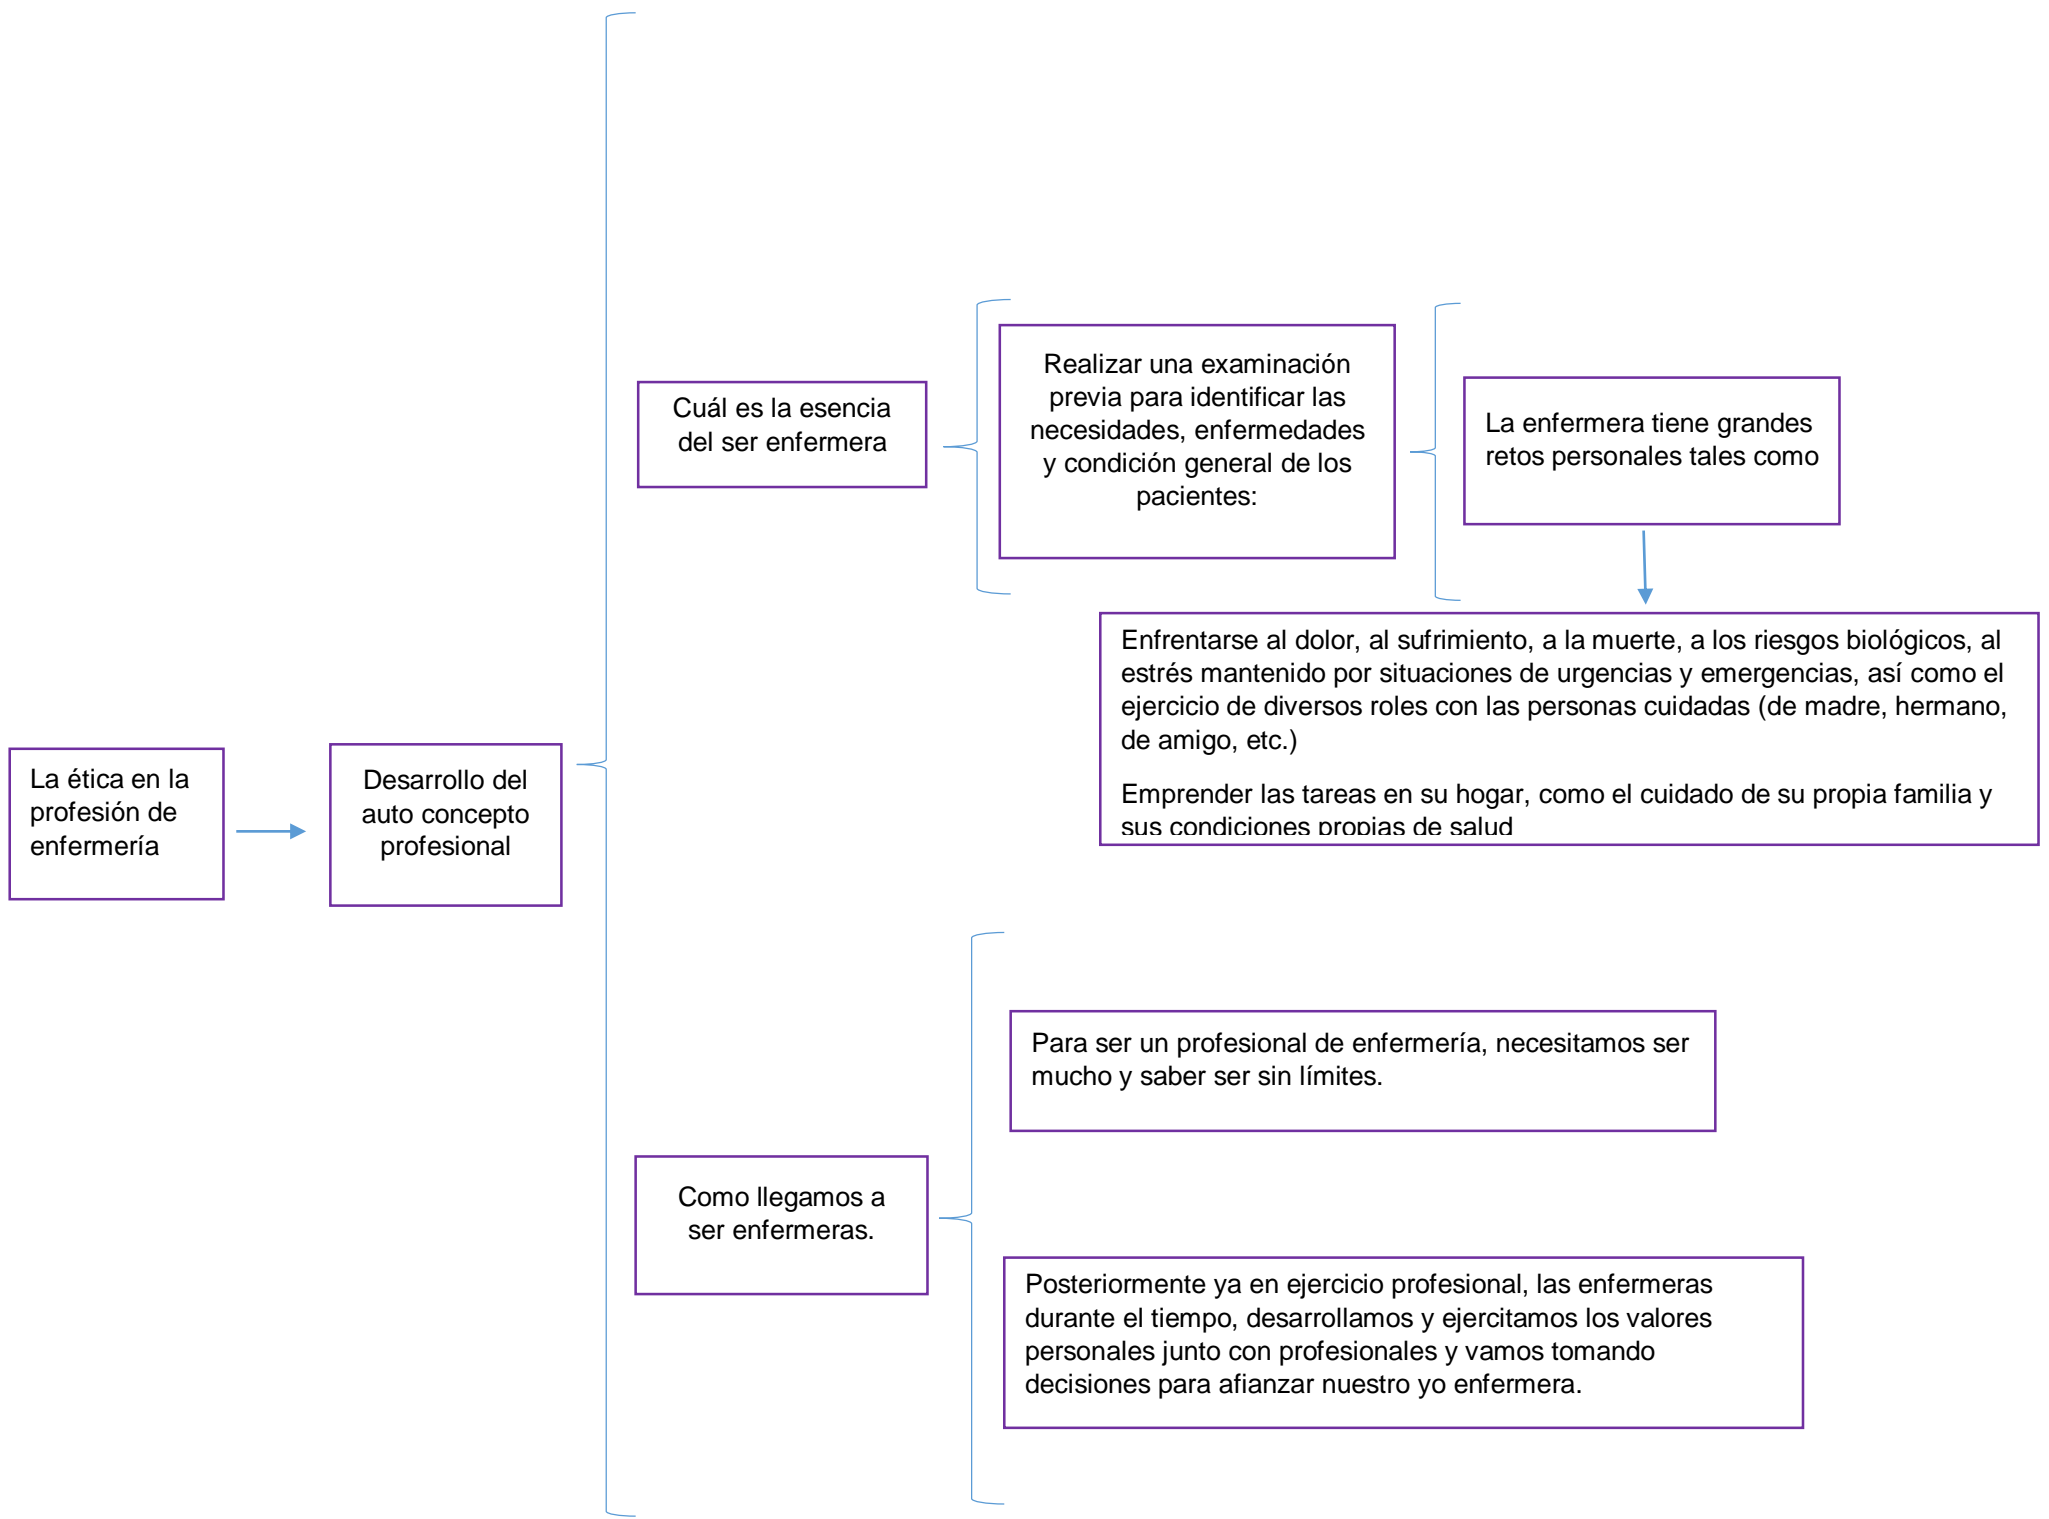 La ética en la
profesión de
enfermería
Desarrollo del
auto concepto
profesional
Cuál es la esencia
del ser enfermera
Realizar una examinación
previa para identificar las
necesidades, enfermedades
y condición general de los
pacientes:
La enfermera tiene grandes
retos personales tales como
Enfrentarse al dolor, al sufrimiento, a la muerte, a los riesgos biológicos, al
estrés mantenido por situaciones de urgencias y emergencias, así como el
ejercicio de diversos roles con las personas cuidadas (de madre, hermano,
de amigo, etc.)
Emprender las tareas en su hogar, como el cuidado de su propia familia y
sus condiciones propias de salud
Como llegamos a
ser enfermeras.
Para ser un profesional de enfermería, necesitamos ser
mucho y saber ser sin límites.
Posteriormente ya en ejercicio profesional, las enfermeras
durante el tiempo, desarrollamos y ejercitamos los valores
personales junto con profesionales y vamos tomando
decisiones para afianzar nuestro yo enfermera.